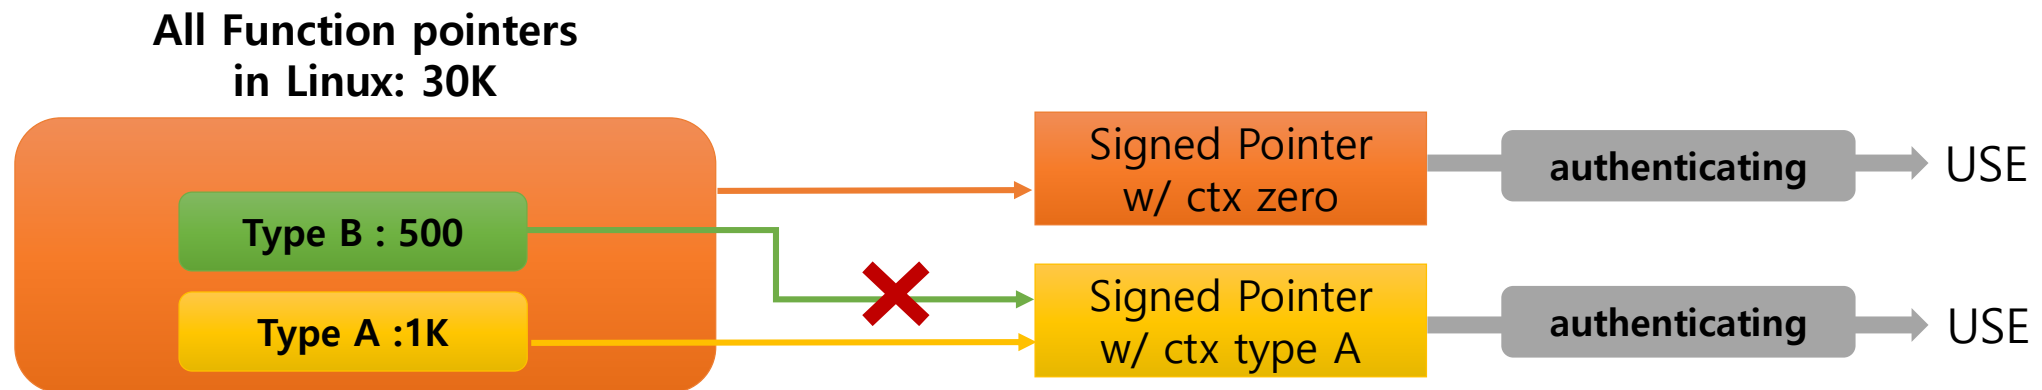 All Function pointers
in Linux: 30K
Type B : 500
Type A :1K
Signed Pointer
w/ ctx zero
authenticating
USE
Signed Pointer
w/ ctx type A
authenticating
USE